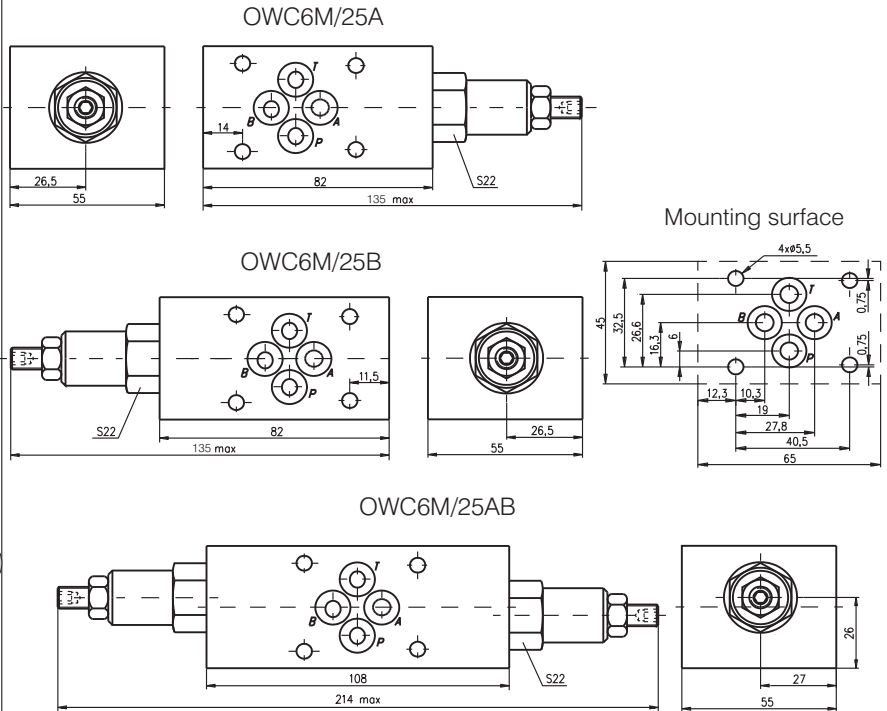 OWC6M/25A
T
B
A
P
14
26,5
55
82
S22
135 max
Mounting surface
4xø5,5
OWC6M/25B
T
B
A
P
11,5
S22
82
135 max
26,5
55
T
B
A
P
45
32,5
26,6
16,3
6
0,75
0,75
12,3
10,3
19
27,8
40,5
65
OWC6M/25AB
T
B
A
P
108
S22
214 max
26
27
55